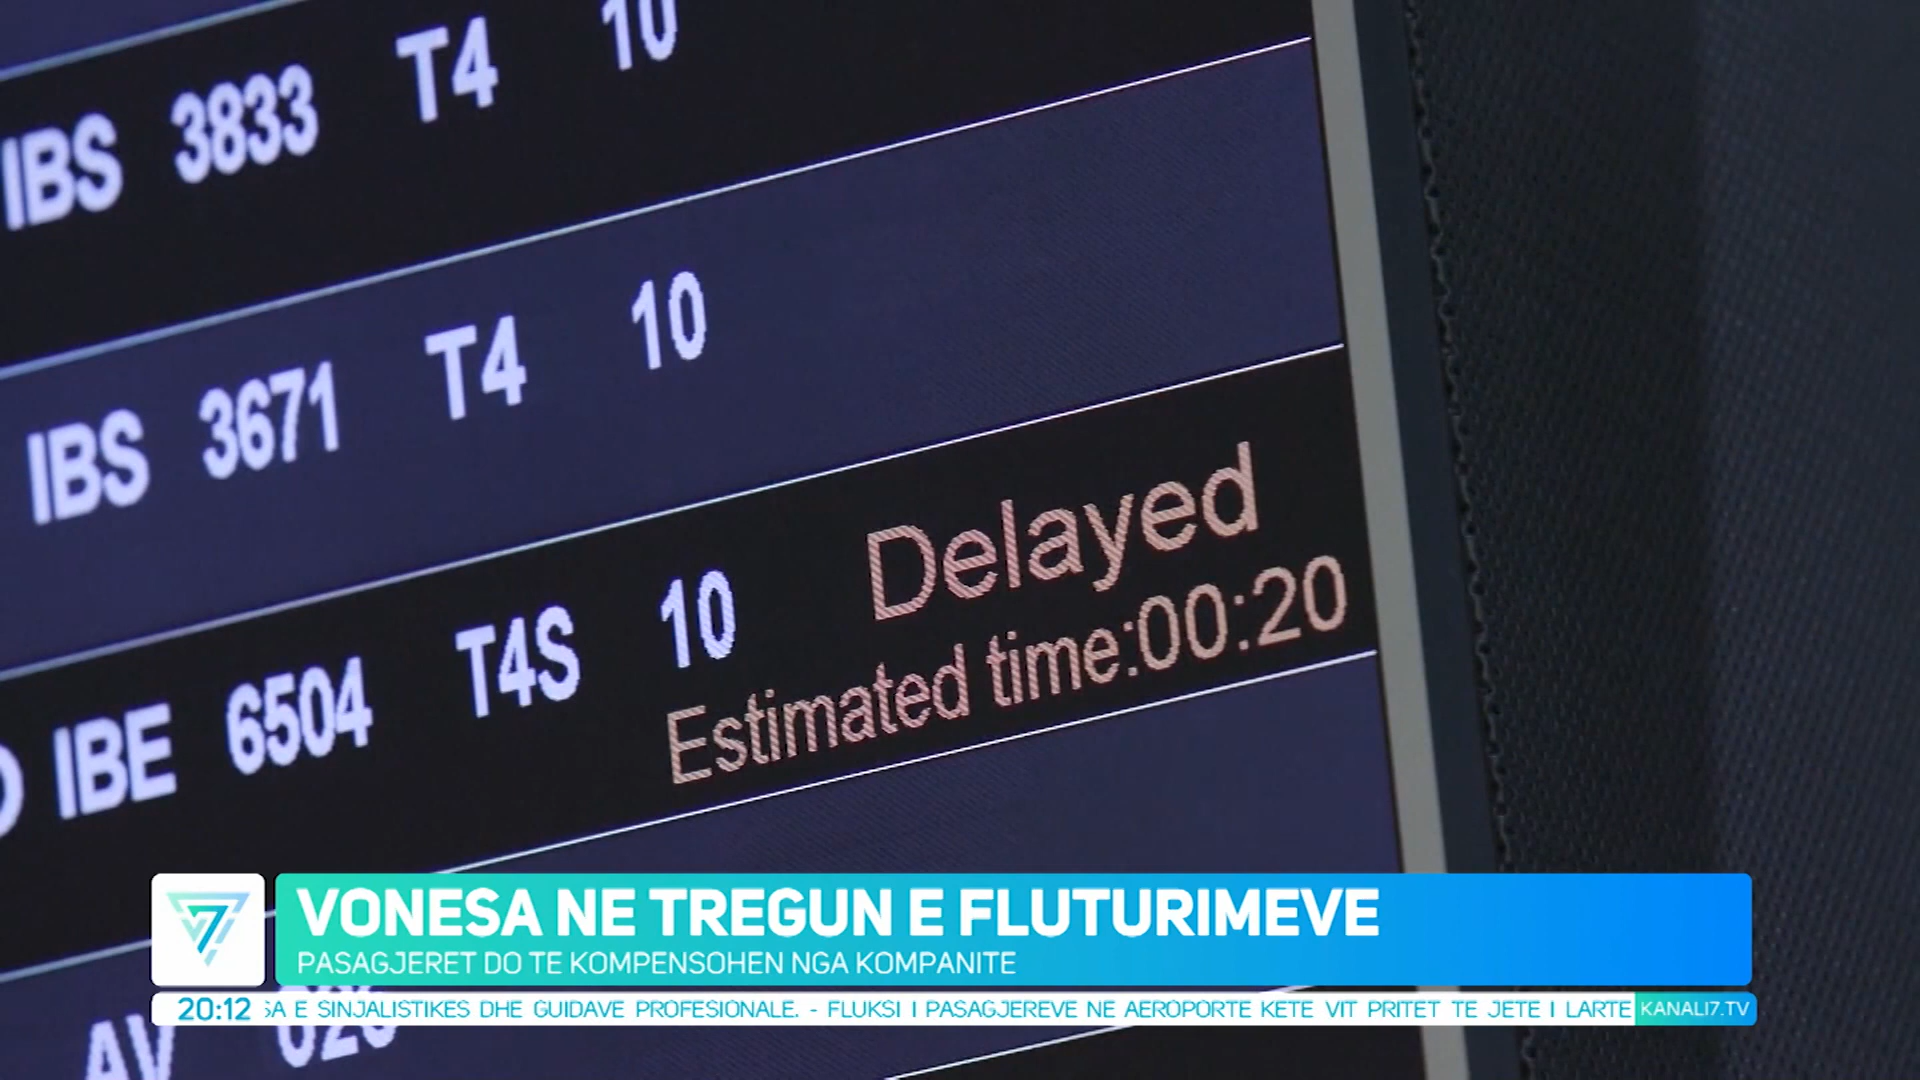 IBS 3833 T4 10
IBS 3671 T4 10
IBE 6504 T4S 10 Delayed
Estimated time:00:20
AV
VONESA NE TREGUN E FLUTURIMEVE
PASAGJERET DO TE KOMPENSOHEN NGA KOMPANITE
20:12 SA E SINJALISTIKES DHE GUIDAVE PROFESIONALE. - FLUKSI I PASAGJEREVE NE AEROPORTE KETE VIT PRITET TE JETE I LARTE KANALI7.TV